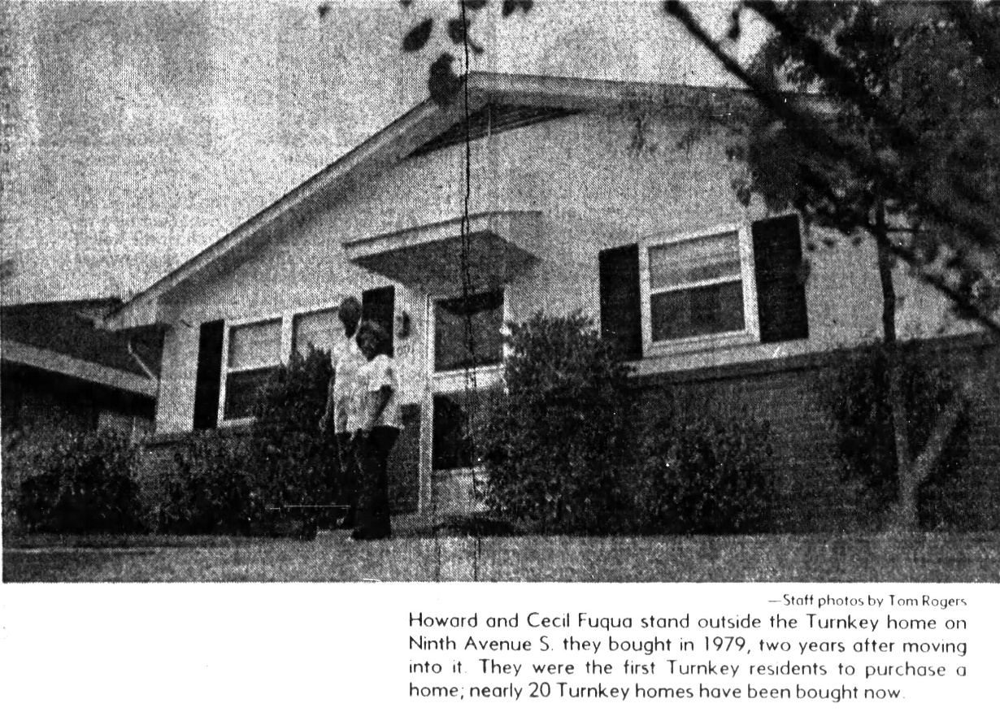 —Staff photos by Tom Rogers
Howard and Cecil Fuqua stand outside the Turnkey home on
Ninth Avenue S. they bought in 1979, two years after moving
into it. They were the first Turnkey residents to purchase a
home; nearly 20 Turnkey homes have been bought now.